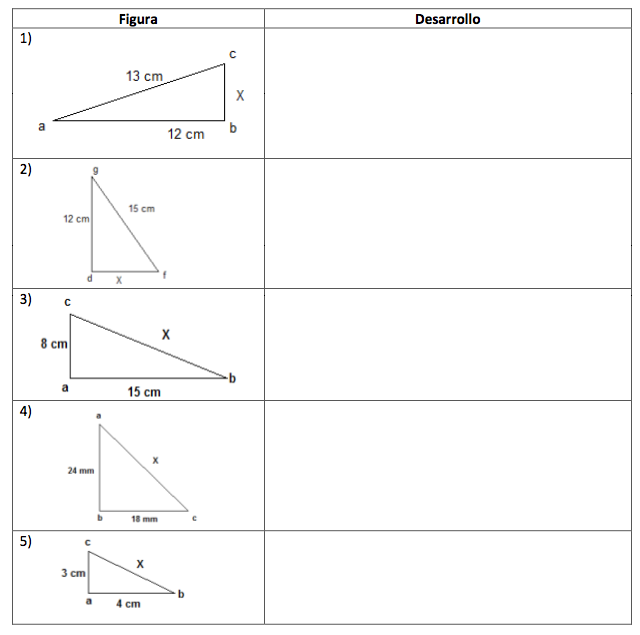 Figura Desarrollo
1)
c
13 cm
X
a
12 cm b
2)
g
15 cm
12 cm
d x f
3)
c
X
8 cm
a
b
15 cm
4)
a
x
24 mm
b 18 mm c
5)
c
X
3 cm
a
4 cm
b